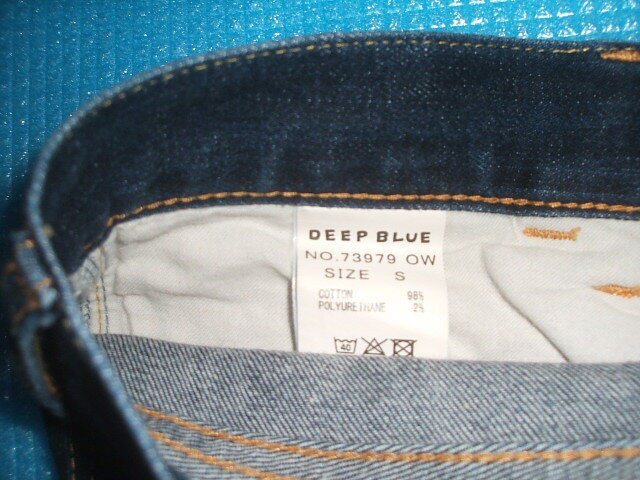 DEEP BLUE
NO.73979 OW
SIZE S
COTTON 98%
POLYURETHANE 2%
40